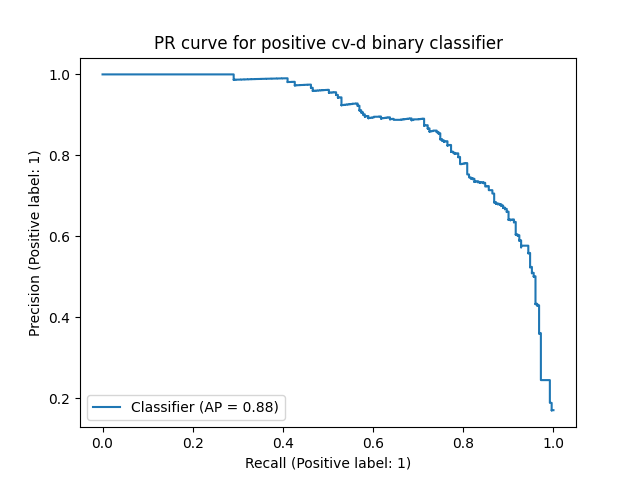 PR curve for positive cv-d binary classifier
Precision (Positive label: 1)
1.0
0.8
0.6
0.4
0.2
Classifier (AP = 0.88)
0.0 0.2 0.4 0.6 0.8 1.0
Recall (Positive label: 1)